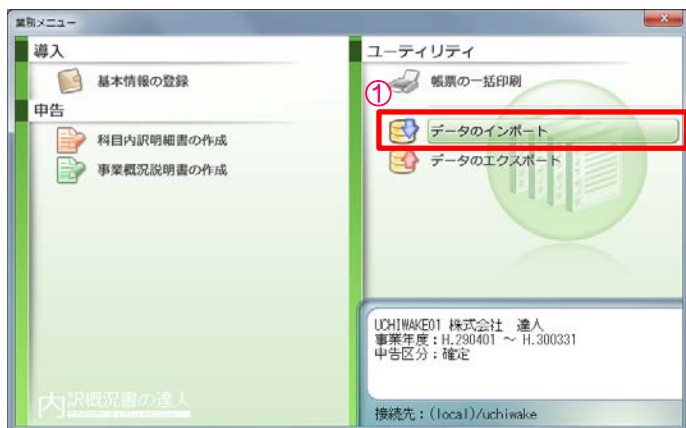 業務メニュー
導入
基本情報の登録
申告
科目内訳明細書の作成
事業概況説明書の作成
ユーティリティ
①
帳票の一括印刷
データのインポート
データのエクスポート
UCHIWAKE01 株式会社 達人
事業年度：H.290401 ～ H.300331
申告区分：確定
内訳概況書の達人
接続先：(local)/uchiwake